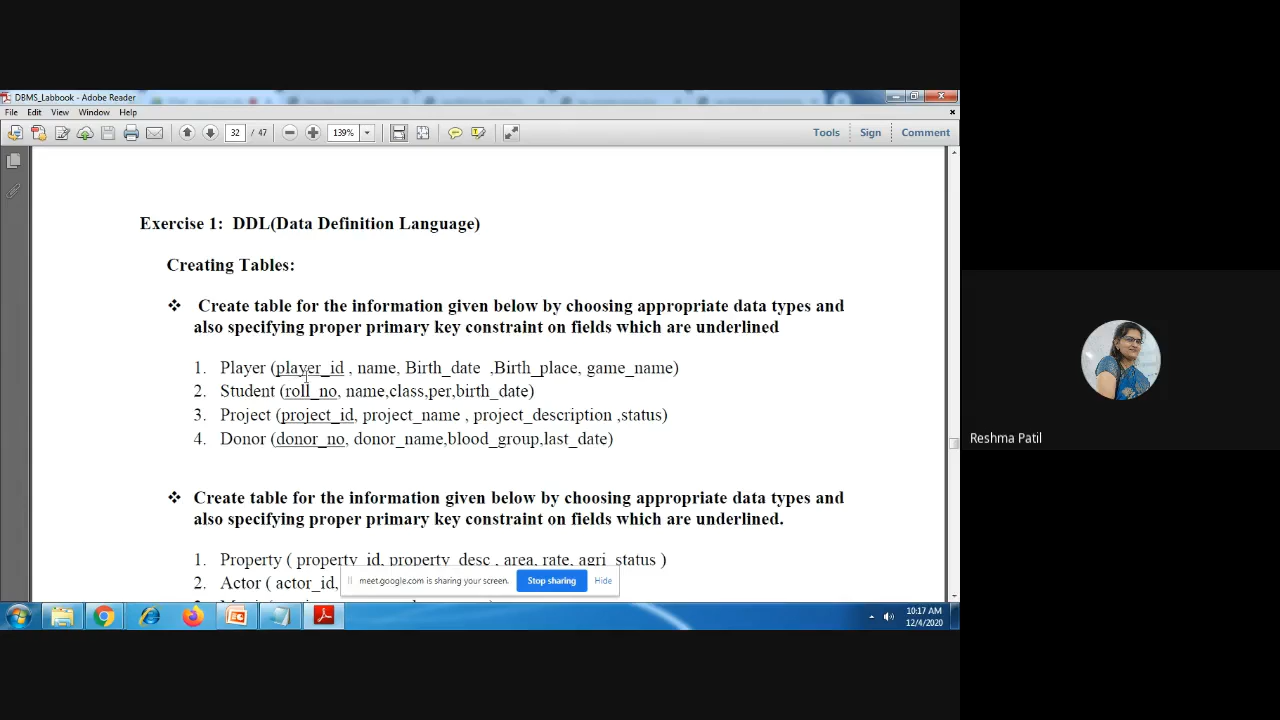 DBMS_Labbook - Adobe Reader
File Edit View Window Help
32 / 47 139% Tools Sign Comment
Exercise 1: DDL(Data Definition Language)
Creating Tables:
❖ Create table for the information given below by choosing appropriate data types and
also specifying proper primary key constraint on fields which are underlined
1. Player (player_id , name, Birth_date ,Birth_place, game_name)
2. Student (roll_no, name,class,per,birth_date)
3. Project (project_id, project_name , project_description ,status)
4. Donor (donor_no, donor_name,blood_group,last_date)
Reshma Patil
❖ Create table for the information given below by choosing appropriate data types and
also specifying proper primary key constraint on fields which are underlined.
1. Property ( property_id, property_desc , area, rate, agri_status )
2. Actor ( actor_id,
meet.google.com is sharing your screen. Stop sharing Hide
10:17 AM
12/4/2020